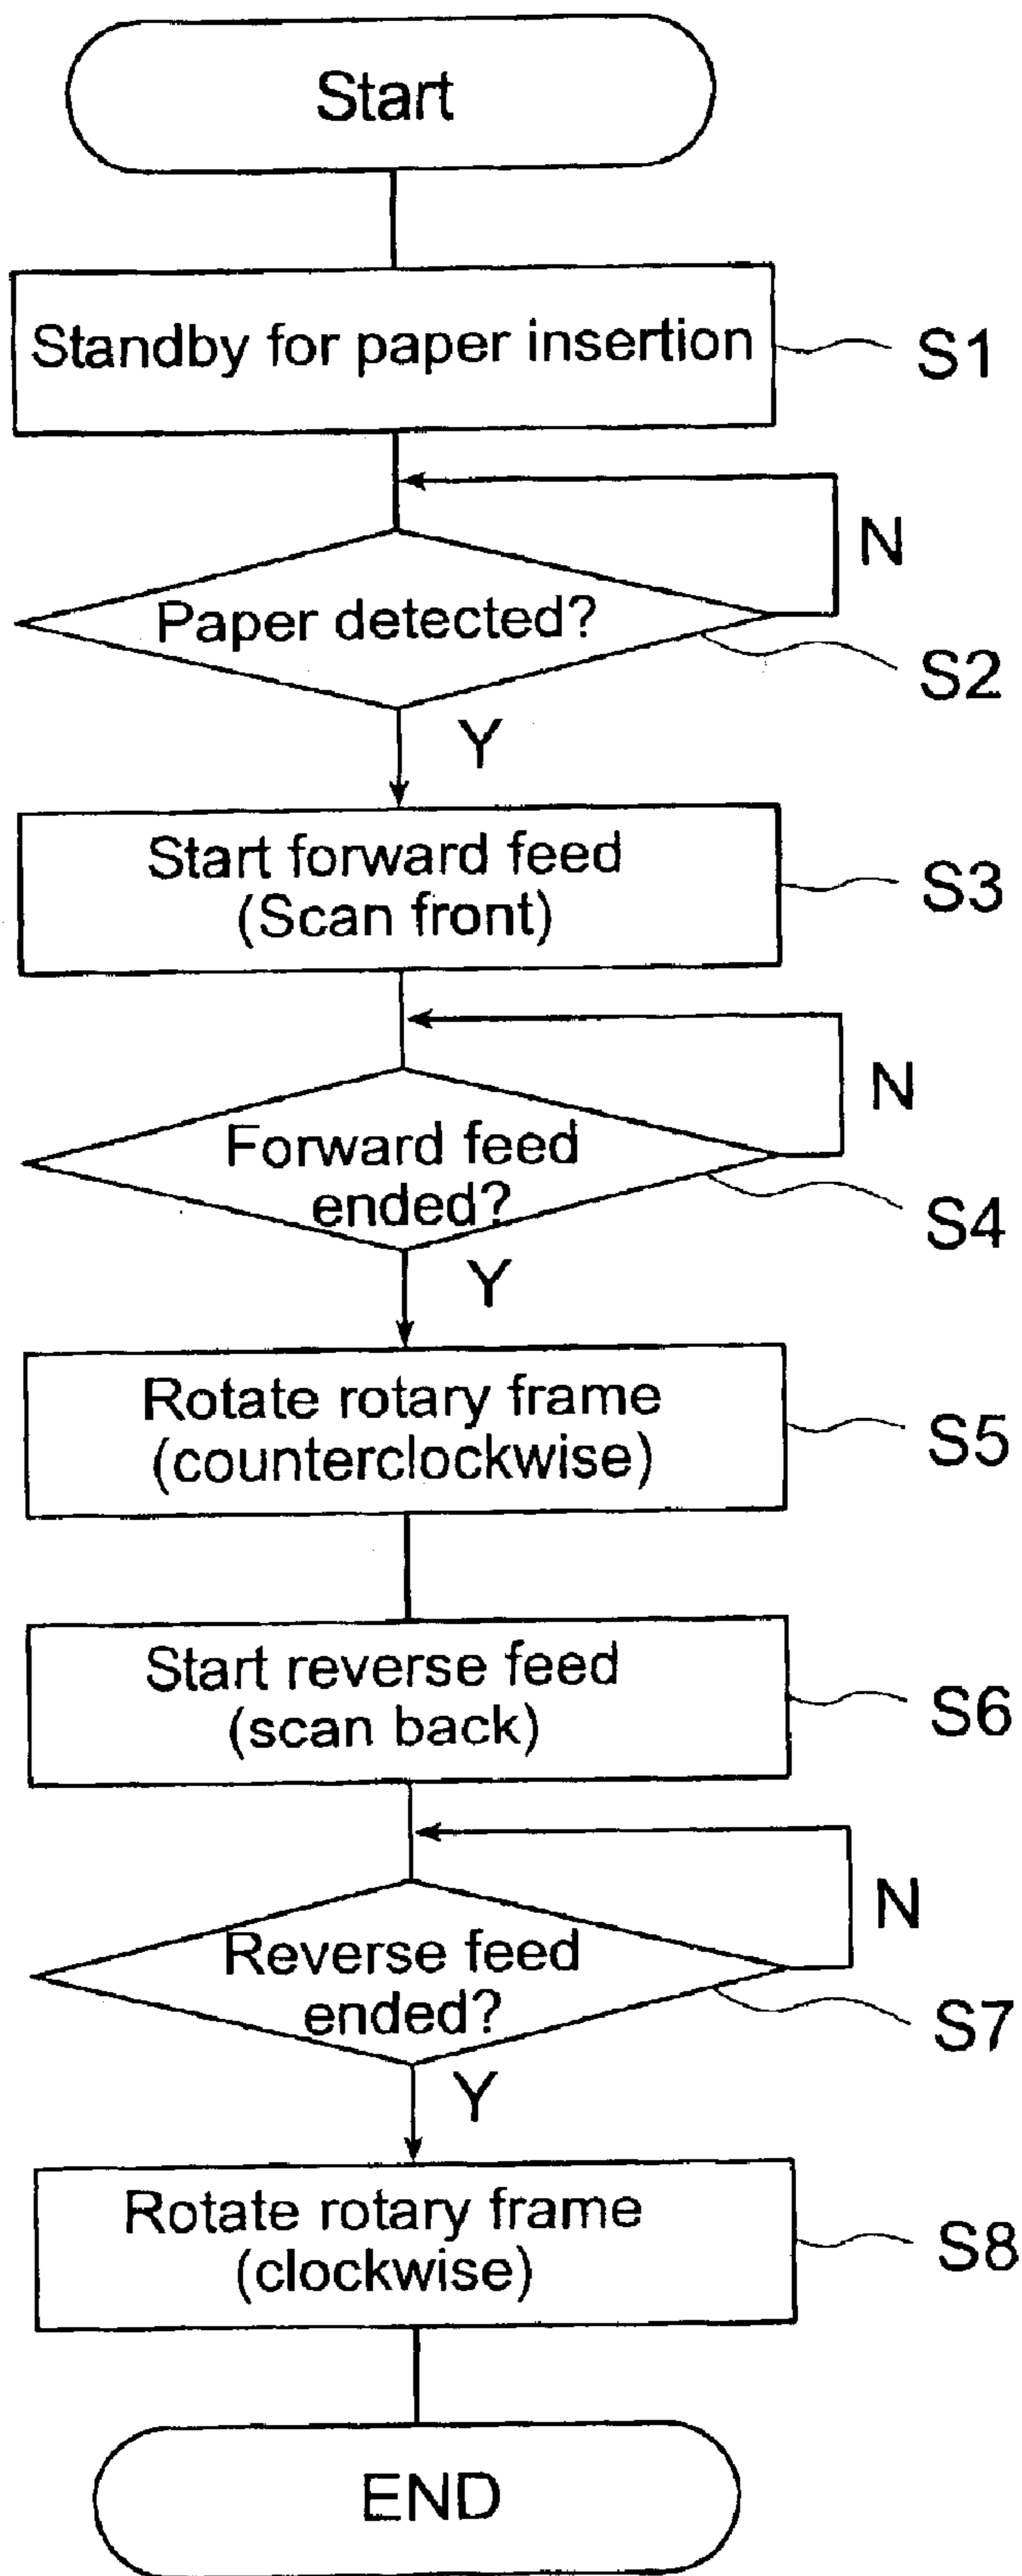 Start
Standby for paper insertion
S1
N
Paper detected?
S2
Y
Start forward feed
(Scan front)
S3
N
Forward feed
ended?
S4
Y
Rotate rotary frame
(counterclockwise)
S5
Start reverse feed
(scan back)
S6
N
Reverse feed
ended?
S7
Y
Rotate rotary frame
(clockwise)
S8
END